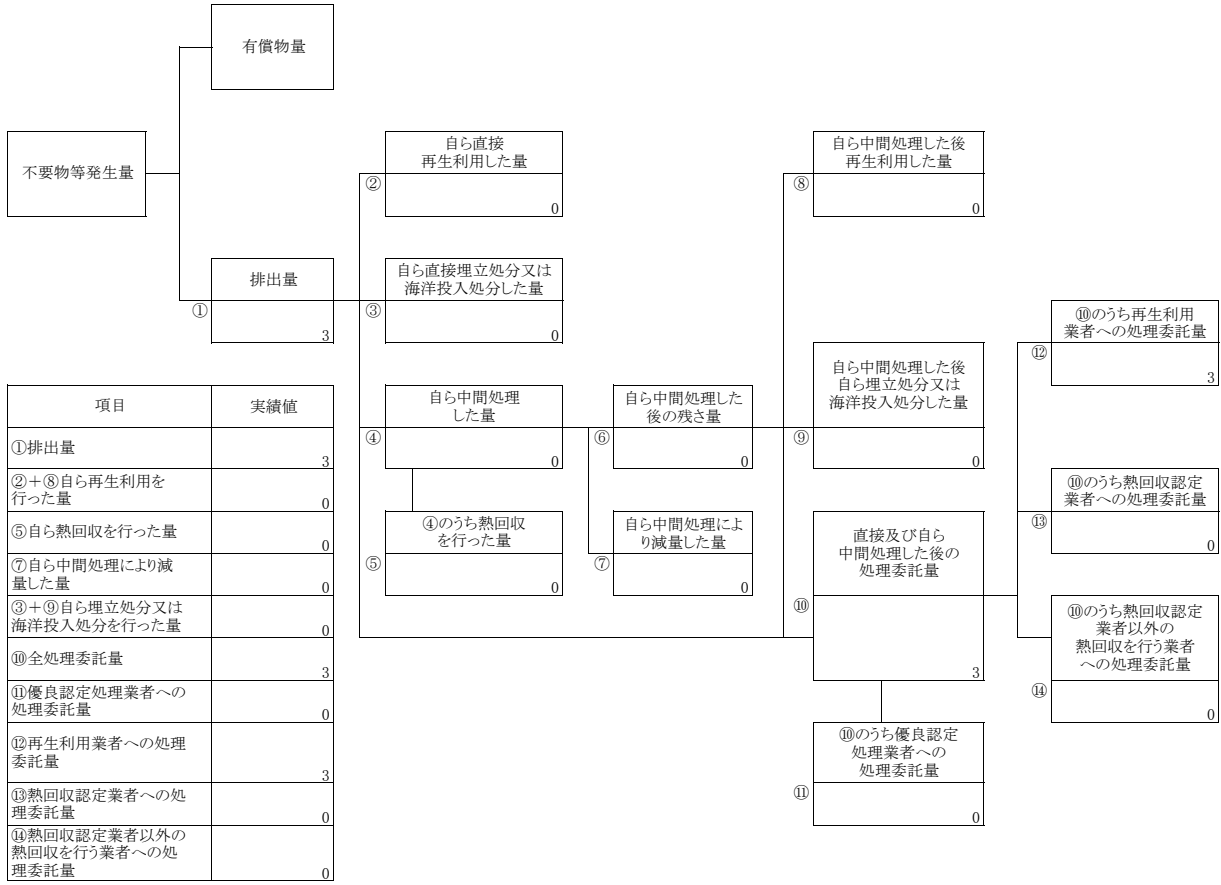 有償物量
不要物等発生量
自ら直接
再生利用した量
②
0
自ら中間処理した後
再生利用した量
⑧
0
排出量
①
3
自ら直接埋立処分又は
海洋投入処分した量
③
0
⑩のうち再生利用
業者への処理委託量
⑫
3
自ら中間処理
した量
④
0
自ら中間処理した
後の残さ量
⑥
0
自ら中間処理した後
自ら埋立処分又は
海洋投入処分した量
⑨
0
⑩のうち熱回収認定
業者への処理委託量
⑬
0
④のうち熱回収
を行った量
⑤
0
自ら中間処理によ
り減量した量
⑦
0
直接及び自ら
中間処理した後の
処理委託量
⑩
3
⑩のうち熱回収認定
業者以外の
熱回収を行う業者
への処理委託量
⑭
0
⑩のうち優良認定
処理業者への
処理委託量
⑪
0
項目 実績値
①排出量
3
②＋⑧自ら再生利用を
行った量
0
⑤自ら熱回収を行った量
0
⑦自ら中間処理により減
量した量
0
③＋⑨自ら埋立処分又は
海洋投入処分を行った量
0
⑩全処理委託量
3
⑪優良認定処理業者への
処理委託量
0
⑫再生利用業者への処理
委託量
3
⑬熱回収認定業者への処
理委託量
0
⑭熱回収認定業者以外の
熱回収を行う業者への処
理委託量
0